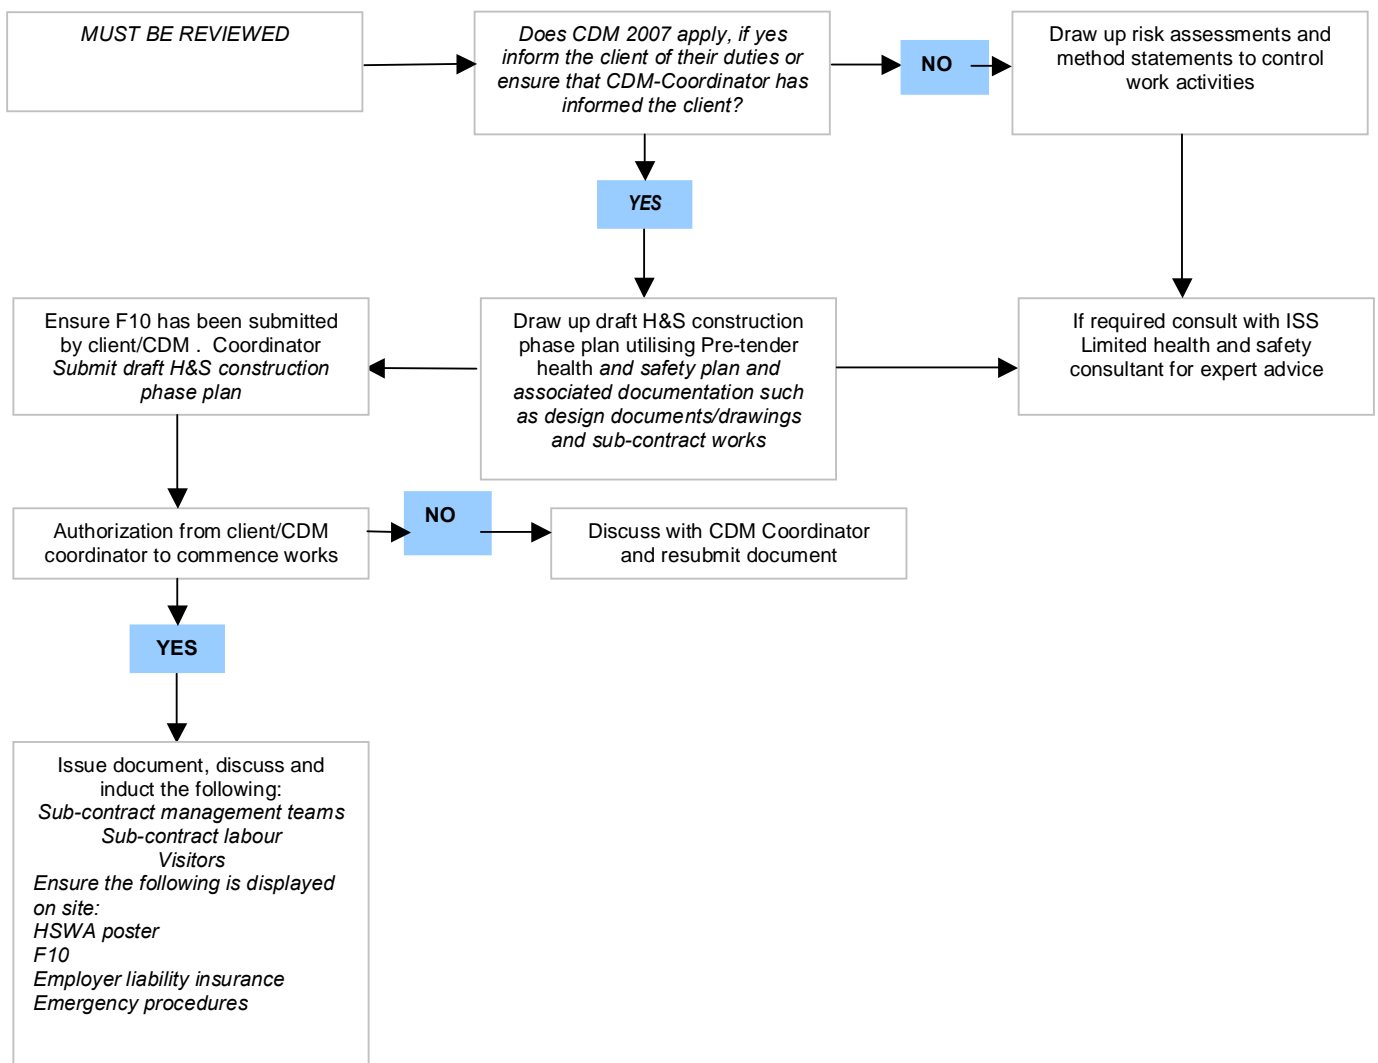 MUST BE REVIEWED
Does CDM 2007 apply, if yes
inform the client of their duties or
ensure that CDM-Coordinator has
informed the client?
NO
Draw up risk assessments and
method statements to control
work activities
YES
Ensure F10 has been submitted
by client/CDM .  Coordinator
Submit draft H&S construction
phase plan
Draw up draft H&S construction
phase plan utilising Pre-tender
health and safety plan and
associated documentation such
as design documents/drawings
and sub-contract works
If required consult with ISS
Limited health and safety
consultant for expert advice
Authorization from client/CDM
coordinator to commence works
NO
Discuss with CDM Coordinator
and resubmit document
YES
Issue document, discuss and
induct the following:
Sub-contract management teams
Sub-contract labour
Visitors
Ensure the following is displayed
on site:
HSWA poster
F10
Employer liability insurance
Emergency procedures